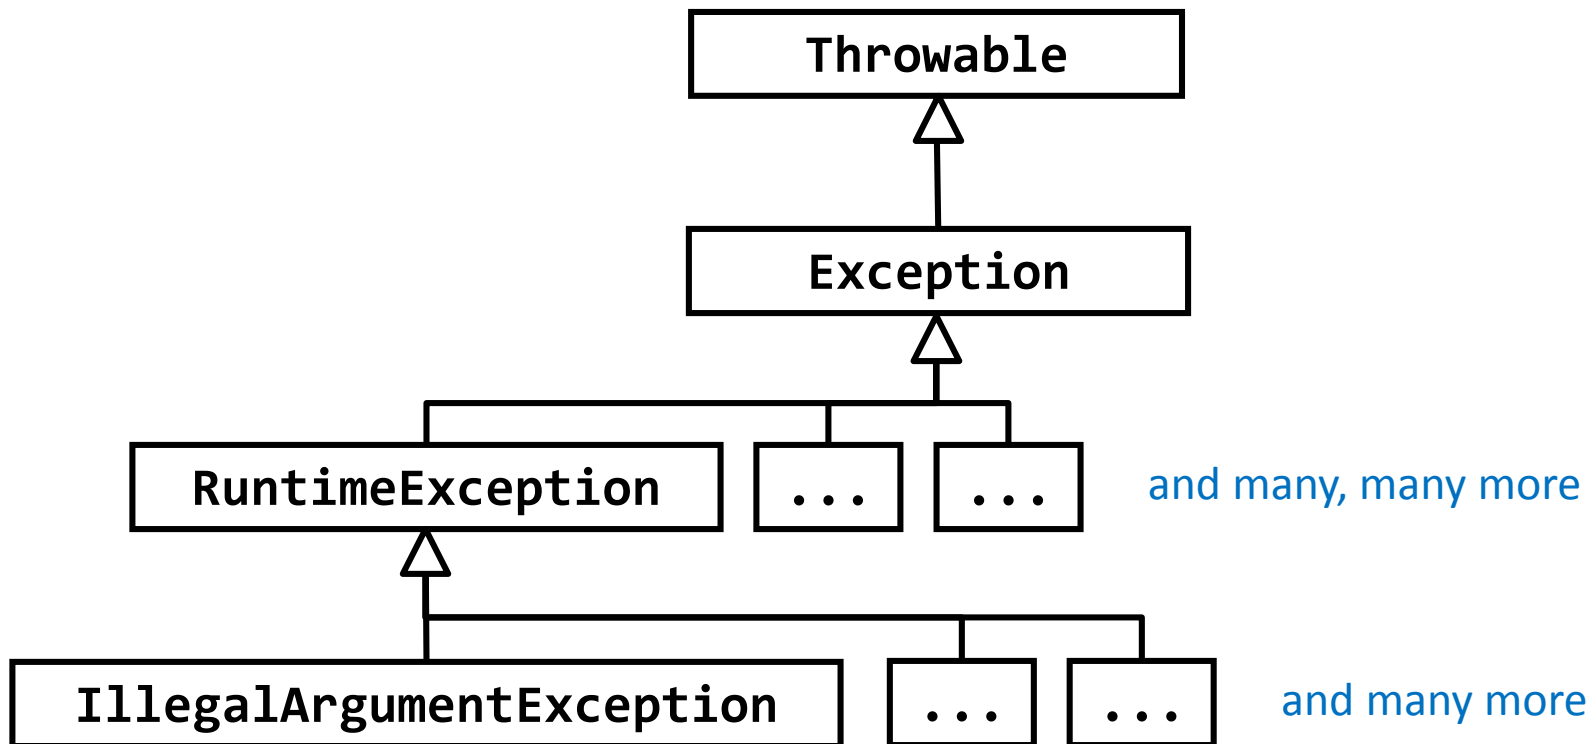 Throwable
Exception
RuntimeException ... ... and many, many more
IllegalArgumentException ... ... and many more